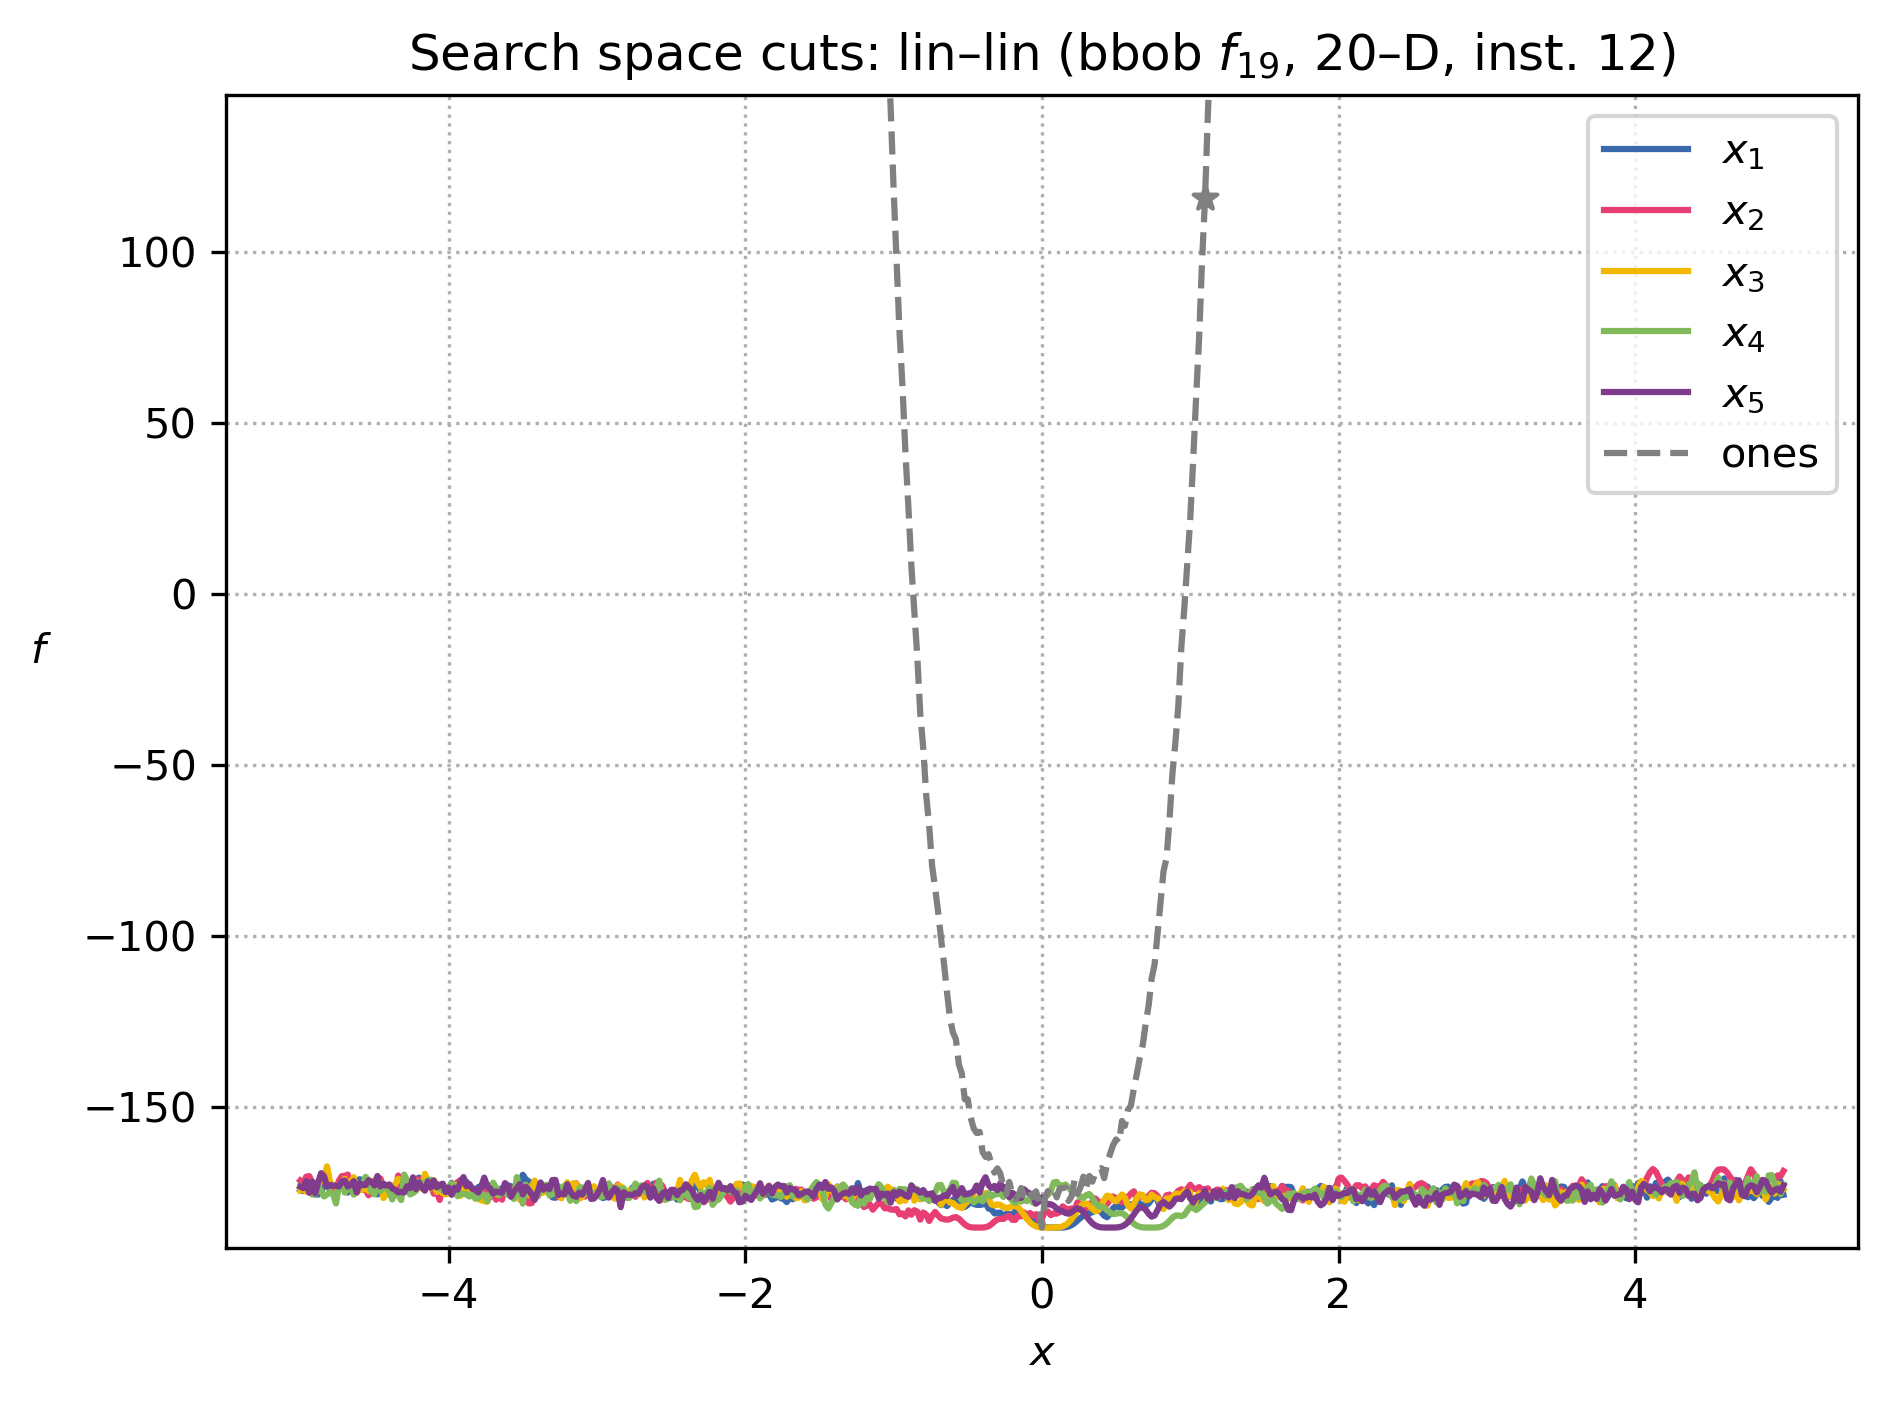 Search space cuts: lin–lin (bbob f₁₉, 20–D, inst. 12)
x₁
x₂
x₃
x₄
x₅
ones
100
50
0
−50
−100
−150
f
−4
−2
0
2
4
x